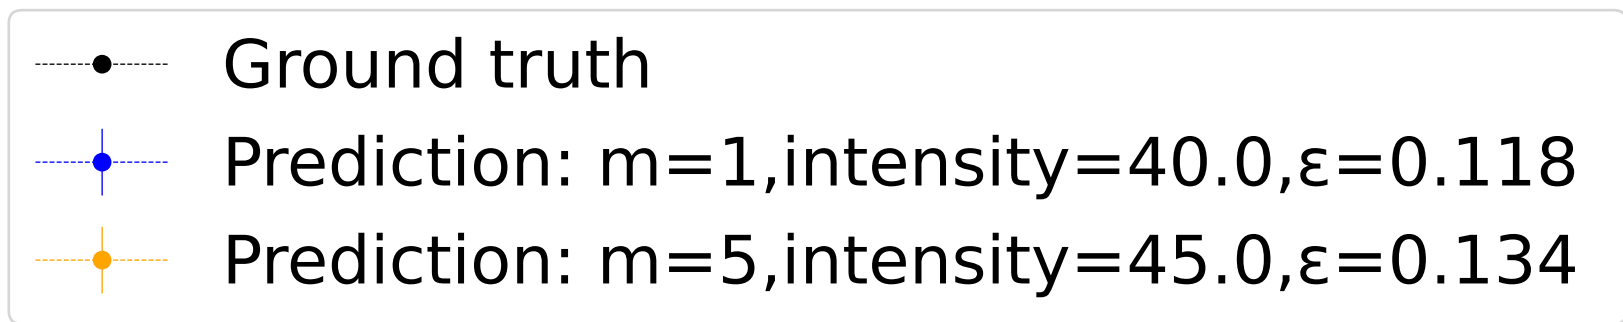 Ground truth
Prediction: m=1,intensity=40.0,ε=0.118
Prediction: m=5,intensity=45.0,ε=0.134